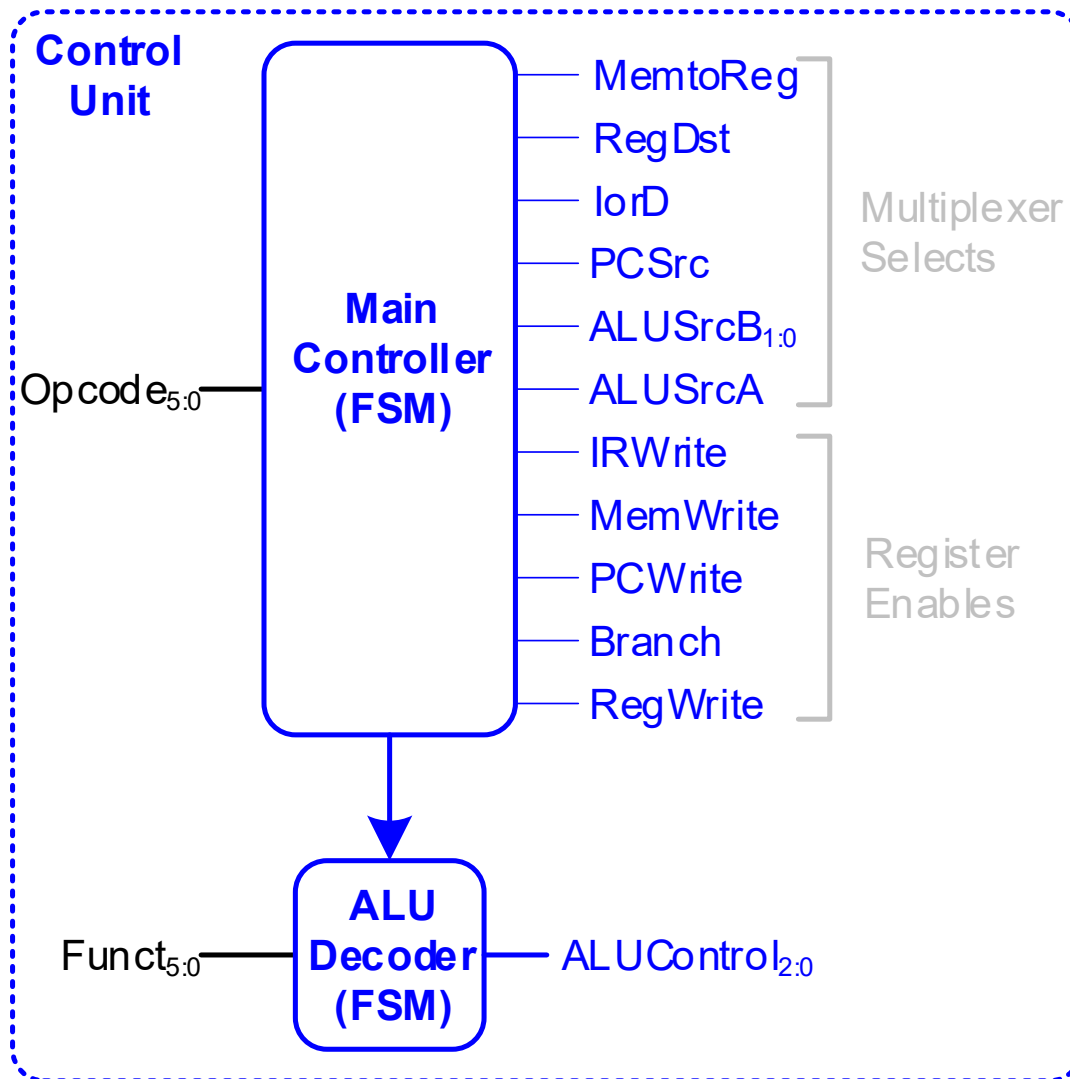 Control
Unit
MemtoReg
RegDst
IorD
PCSrc
ALUSrcB1:0
ALUSrcA
IRWrite
MemWrite
PCWrite
Branch
RegWrite
Multiplexer
Selects
Register
Enables
Main
Controller
(FSM)
Opcode5:0
ALU
Decoder
(FSM)
Funct5:0
ALUControl2:0